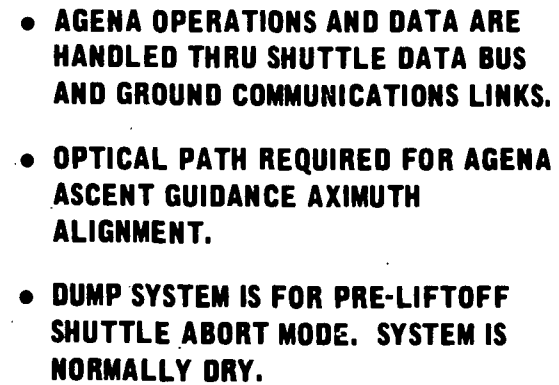 • AGENA OPERATIONS AND DATA ARE
HANDLED THRU SHUTTLE DATA BUS
AND GROUND COMMUNICATIONS LINKS.
• OPTICAL PATH REQUIRED FOR AGENA
ASCENT GUIDANCE AXIMUTH
ALIGNMENT.
• DUMP SYSTEM IS FOR PRE-LIFTOFF
SHUTTLE ABORT MODE. SYSTEM IS
NORMALLY DRY.